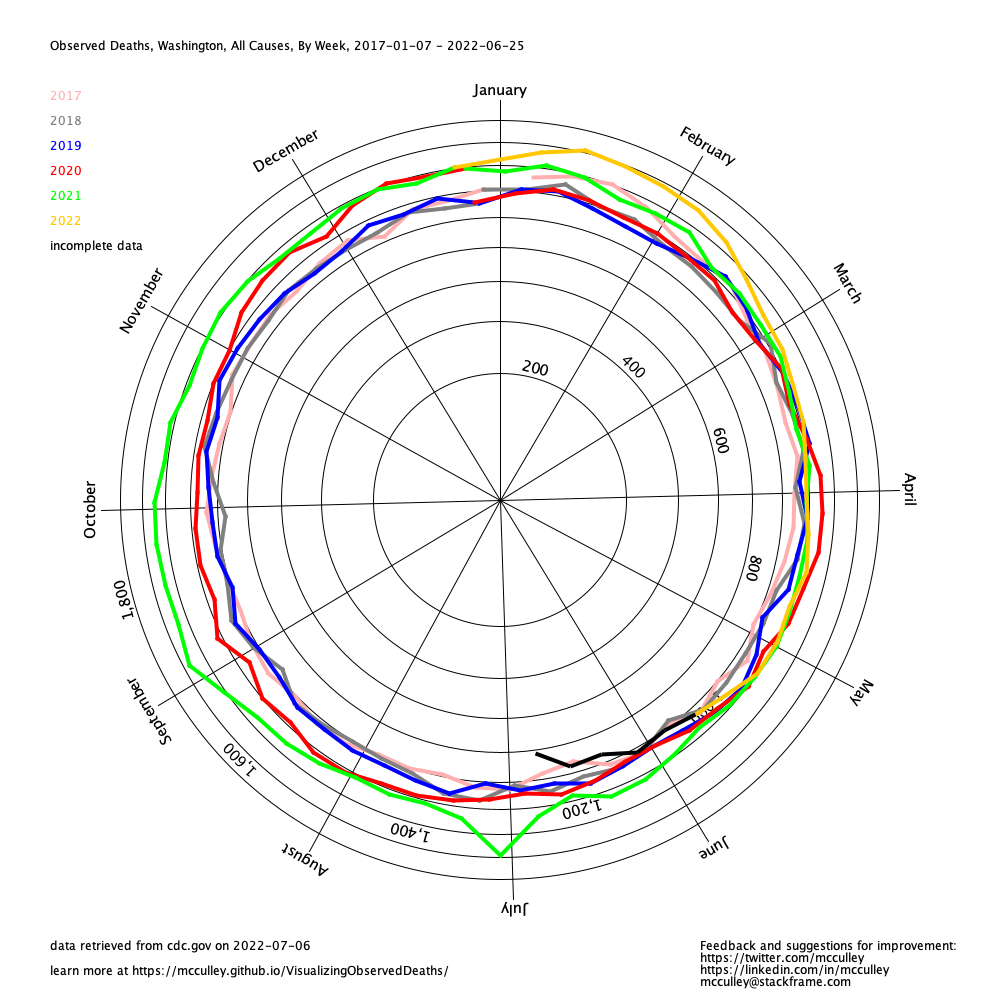 Observed Deaths, Washington, All Causes, By Week, 2017-01-07 - 2022-06-25
2017
2018
2019
2020
2021
2022
incomplete data
January
February
March
April
May
June
July
August
September
October
November
December
200
400
600
800
1,200
1,400
1,600
1,800
data retrieved from cdc.gov on 2022-07-06
learn more at https://mcculley.github.io/VisualizingObservedDeaths/
Feedback and suggestions for improvement:
https://twitter.com/mcculley
https://linkedin.com/in/mcculley
mcculley@stackframe.com